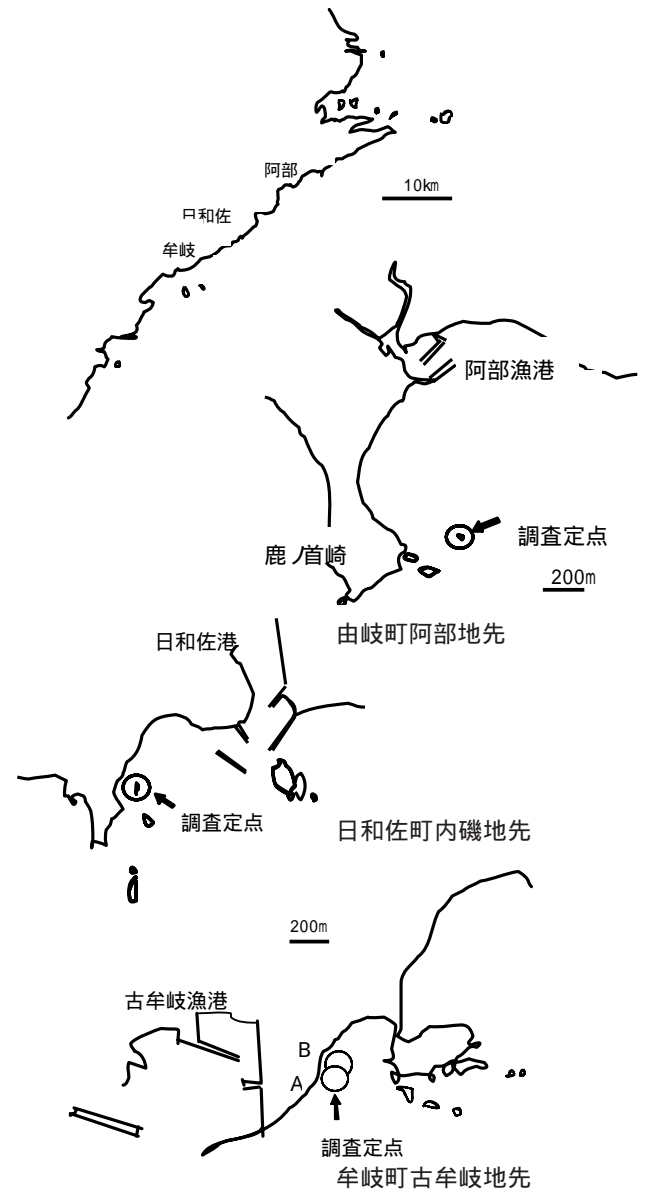 阿部
10km
日和佐
牟岐
阿部漁港
調査定点
鹿ノ首崎
200m
由岐町阿部地先
日和佐港
調査定点
日和佐町内磯地先
200m
古牟岐漁港
B
A
調査定点
牟岐町古牟岐地先